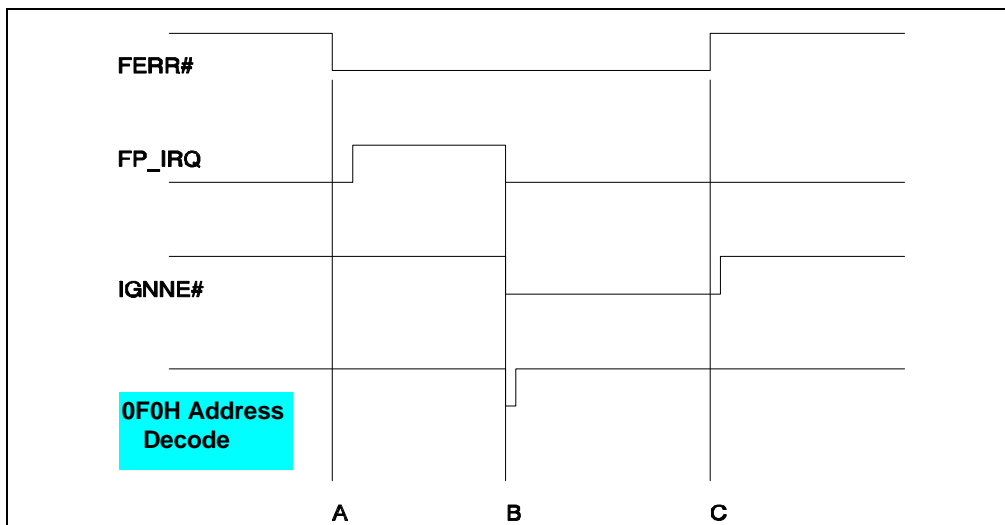 FERR#
FP_IRQ
IGNNE#
0F0H Address
Decode
A B C